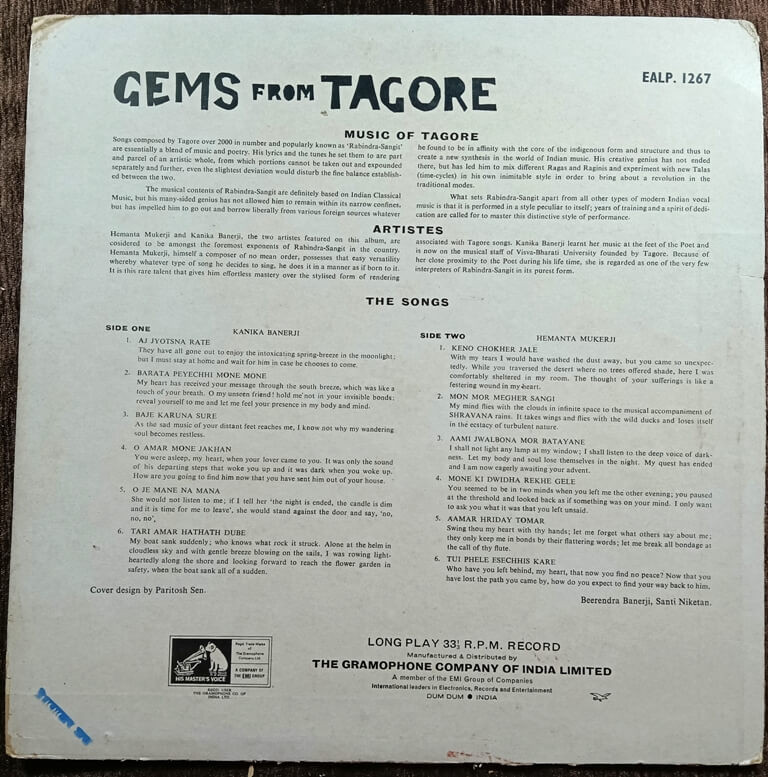 GEMS FROM TAGORE
EALP. 1267
MUSIC OF TAGORE
Songs composed by Tagore over 2000 in number and popularly known as 'Rabindra-Sangit'
are essentially a blend of music and poetry. His lyrics and the tunes he set them to are part
and parcel of an artistic whole, from which portions cannot be taken out and expounded
separately and further, even the slightest deviation would disturb the fine balance establish-
ed between the two.
The musical contents of Rabindra-Sangit are definitely based on Indian Classical
Music, but his many-sided genius has not allowed him to remain within its narrow confines,
but has impelled him to go out and borrow liberally from various foreign sources whatever
he found to be in affinity with the core of the indigenous form and structure and thus to
create a new synthesis in the world of Indian music. His creative genius has not ended
there, but has led him to mix different Ragas and Raginis and experiment with new Talas
(time-cycles) in his own inimitable style in order to bring about a revolution in the
traditional modes.
What sets Rabindra-Sangit apart from all other types of modern Indian vocal
music is that it is performed in a style peculiar to itself; years of training and a spirit of dedi-
cation are called for to master this distinctive style of performance.
ARTISTES
Hemanta Mukerji and Kanika Banerji, the two artistes featured on this album, are
cosidered to be amongst the foremost exponents of Rabindra-Sangit in the country.
Hemanta Mukerji, himself a composer of no mean order, possesses that easy versatility
whereby whatever type of song he decides to sing, he does it in a manner as if born to it.
It is this rare talent that gives him effortless mastery over the stylised form of rendering
associated with Tagore songs. Kanika Banerji learnt her music at the feet of the Poet and
is now on the musical staff of Visva-Bharati University founded by Tagore. Because of
her close proximity to the Poet during his life time, she is regarded as one of the very few
interpreters of Rabindra-Sangit in its purest form.
THE SONGS
SIDE ONE
KANIKA BANERJI
1. AJ JYOTSNA RATE
They have all gone out to enjoy the intoxicating spring-breeze in the moonlight;
but I must stay at home and wait for him in case he chooses to come.
2. BARATA PEYECHHI MONE MONE
My heart has received your message through the south breeze, which was like a
touch of your breath. O my unseen friend! hold me not in your invisible bonds;
reveal yourself to me and let me feel your presence in my body and mind.
3. BAJE KARUNA SURE
As the sad music of your distant feet reaches me, I know not why my wandering
soul becomes restless.
4. O AMAR MONE JAKHAN
You were asleep, my heart, when your lover came to you. It was only the sound
of his departing steps that woke you up and it was dark when you woke up.
How are you going to find him now that you have sent him out of your house.
5. O JE MANE NA MANA
She would not listen to me; if I tell her 'the night is ended, the candle is dim
and it is time for me to leave', she would stand against the door and say, 'no,
no, no',
6. TARI AMAR HATHATH DUBE
My boat sank suddenly; who knows what rock it struck. Alone at the helm in
cloudless sky and with gentle breeze blowing on the sails, I was rowing light-
heartedly along the shore and looking forward to reach the flower garden in
safety, when the boat sank all of a sudden.
Cover design by Paritosh Sen.
SIDE TWO
HEMANTA MUKERJI
1. KENO CHOKHER JALE
With my tears I would have washed the dust away, but you came so unexpec-
tedly. While you traversed the desert where no trees offered shade, here I was
comfortably sheltered in my room. The thought of your sufferings is like a
festering wound in my heart.
2. MON MOR MEGHER SANGI
My mind flies with the clouds in infinite space to the musical accompaniment of
SHRAVANA rains. It takes wings and flies with the wild ducks and loses itself
in the ecstacy of turbulent nature.
3. AAMI JWALBONA MOR BATAYANE
I shall not light any lamp at my window; I shall listen to the deep voice of dark-
ness. Let my body and soul lose themselves in the night. My quest has ended
and I am now eagerly awaiting your advent.
4. MONE KI DWIDHA REKHE GELE
You seemed to be in two minds when you left me the other evening; you paused
at the threshold and looked back as if something was on your mind. I only want
to ask you what it was that you left unsaid.
5. AAMAR HRIDAY TOMAR
Swing thou my heart with thy hands; let me forget what others say about me;
they only keep me in bonds by their flattering words; let me break all bondage at
the call of thy flute.
6. TUI PHELE ESECHHIS KARE
Who have you left behind, my heart, that now you find no peace? Now that you
have lost the path you came by, how do you expect to find your way back to him.
Beerendra Banerji, Santi Niketan.
HIS MASTER'S VOICE
Regd. Trade Marks
of
The Gramophone
Company Ltd.
A COMPANY OF
THE EMI GROUP
REGD. USER
THE GRAMOPHONE CO OF
INDIA LTD.
LONG PLAY 33⅓ R.P.M. RECORD
Manufactured & Distributed by
THE GRAMOPHONE COMPANY OF INDIA LIMITED
A member of the EMI Group of Companies
International leaders in Electronics, Records and Entertainment
DUM DUM ● INDIA